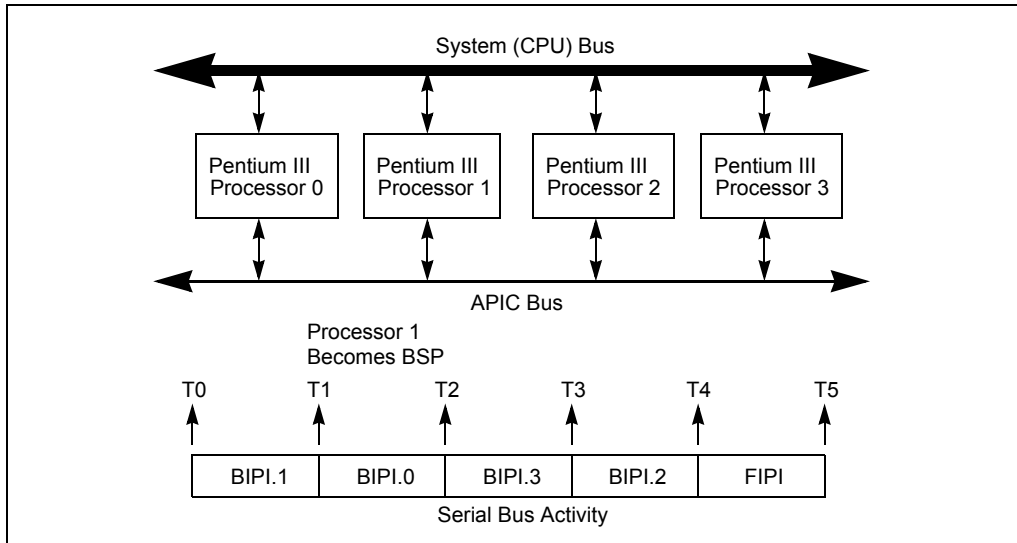 System (CPU) Bus
Pentium III
Processor 0
Pentium III
Processor 1
Pentium III
Processor 2
Pentium III
Processor 3
APIC Bus
Processor 1
Becomes BSP
T0 T1 T2 T3 T4 T5
BIPI.1 BIPI.0 BIPI.3 BIPI.2 FIPI
Serial Bus Activity